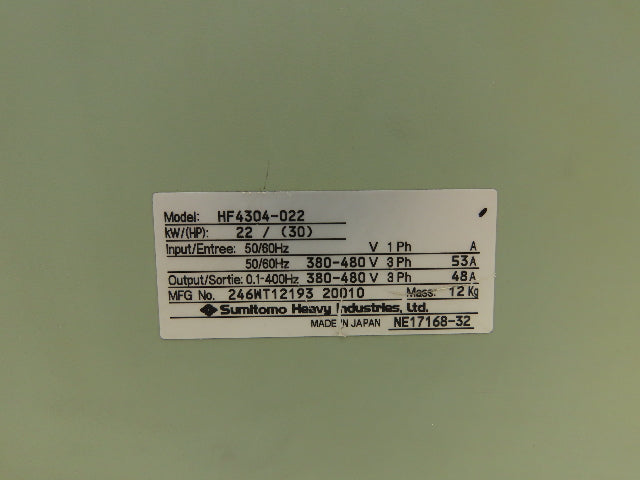 Model: HF4304-022
kW/(HP): 22 / (30)
Input/Entree: 50/60Hz V 1 Ph A
50/60Hz 380-480 V 3 Ph 53 A
Output/Sortie: 0.1-400Hz 380-480 V 3 Ph 48 A
MFG No. 246WT12193 20010 Mass: 12 Kg
Sumitomo Heavy Industries, Ltd.
MADE IN JAPAN NE17168-32